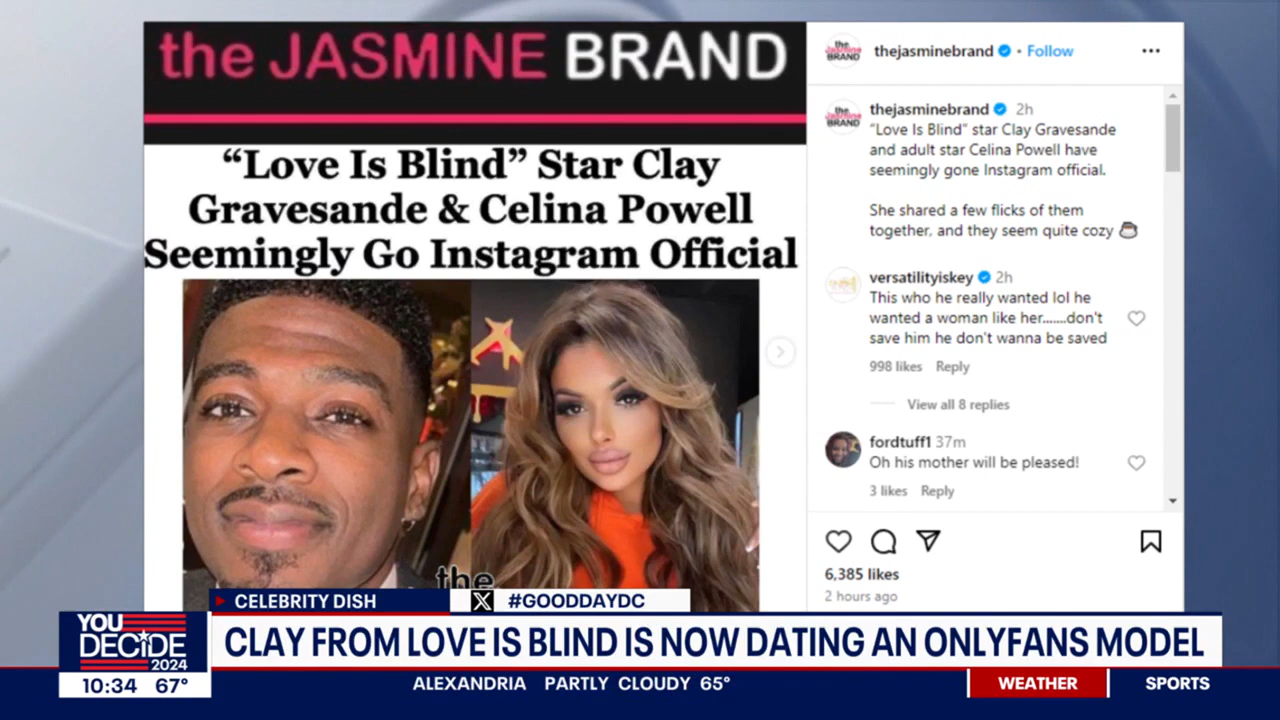 the JASMINE BRAND
“Love Is Blind” Star Clay
Gravesande & Celina Powell
Seemingly Go Instagram Official
the
the
Jasmine
BRAND
thejasminebrand • Follow
the
Jasmine
BRAND
thejasminebrand 2h
“Love Is Blind” star Clay Gravesande
and adult star Celina Powell have
seemingly gone Instagram official.
She shared a few flicks of them
together, and they seem quite cozy
versatilityiskey 2h
This who he really wanted lol he
wanted a woman like her.......don't
save him he don't wanna be saved
998 likes Reply
View all 8 replies
fordtuff1 37m
Oh his mother will be pleased!
3 likes Reply
6,385 likes
2 hours ago
CELEBRITY DISH
X #GOODDAYDC
YOU
DECIDE
2024
CLAY FROM LOVE IS BLIND IS NOW DATING AN ONLYFANS MODEL
10:34 67°
ALEXANDRIA PARTLY CLOUDY 65°
WEATHER
SPORTS